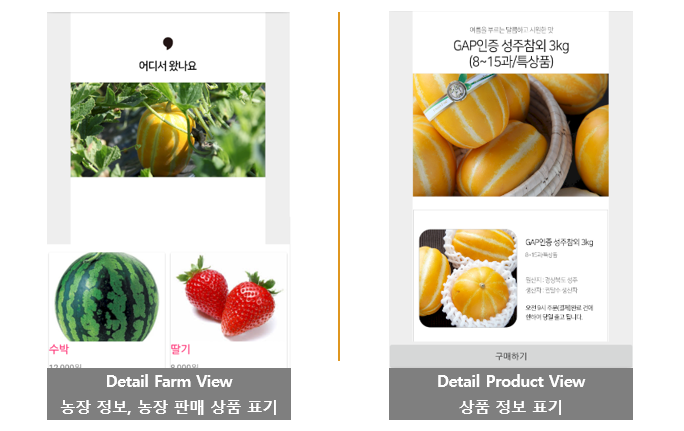 어디서 왔나요
수박
딸기
12,000원
8,000원
Detail Farm View
농장 정보, 농장 판매 상품 표기
여름을 부르는 달콤하고 시원한 맛
GAP인증 성주참외 3kg
(8~15과/특상품)
GAP인증 성주참외 3kg
8~15과/특상품
원산지 : 경상북도 성주
생산자 :
오전 9시 주문(결제)완료 건에
한하여 당일 출고 됩니다.
구매하기
Detail Product View
상품 정보 표기